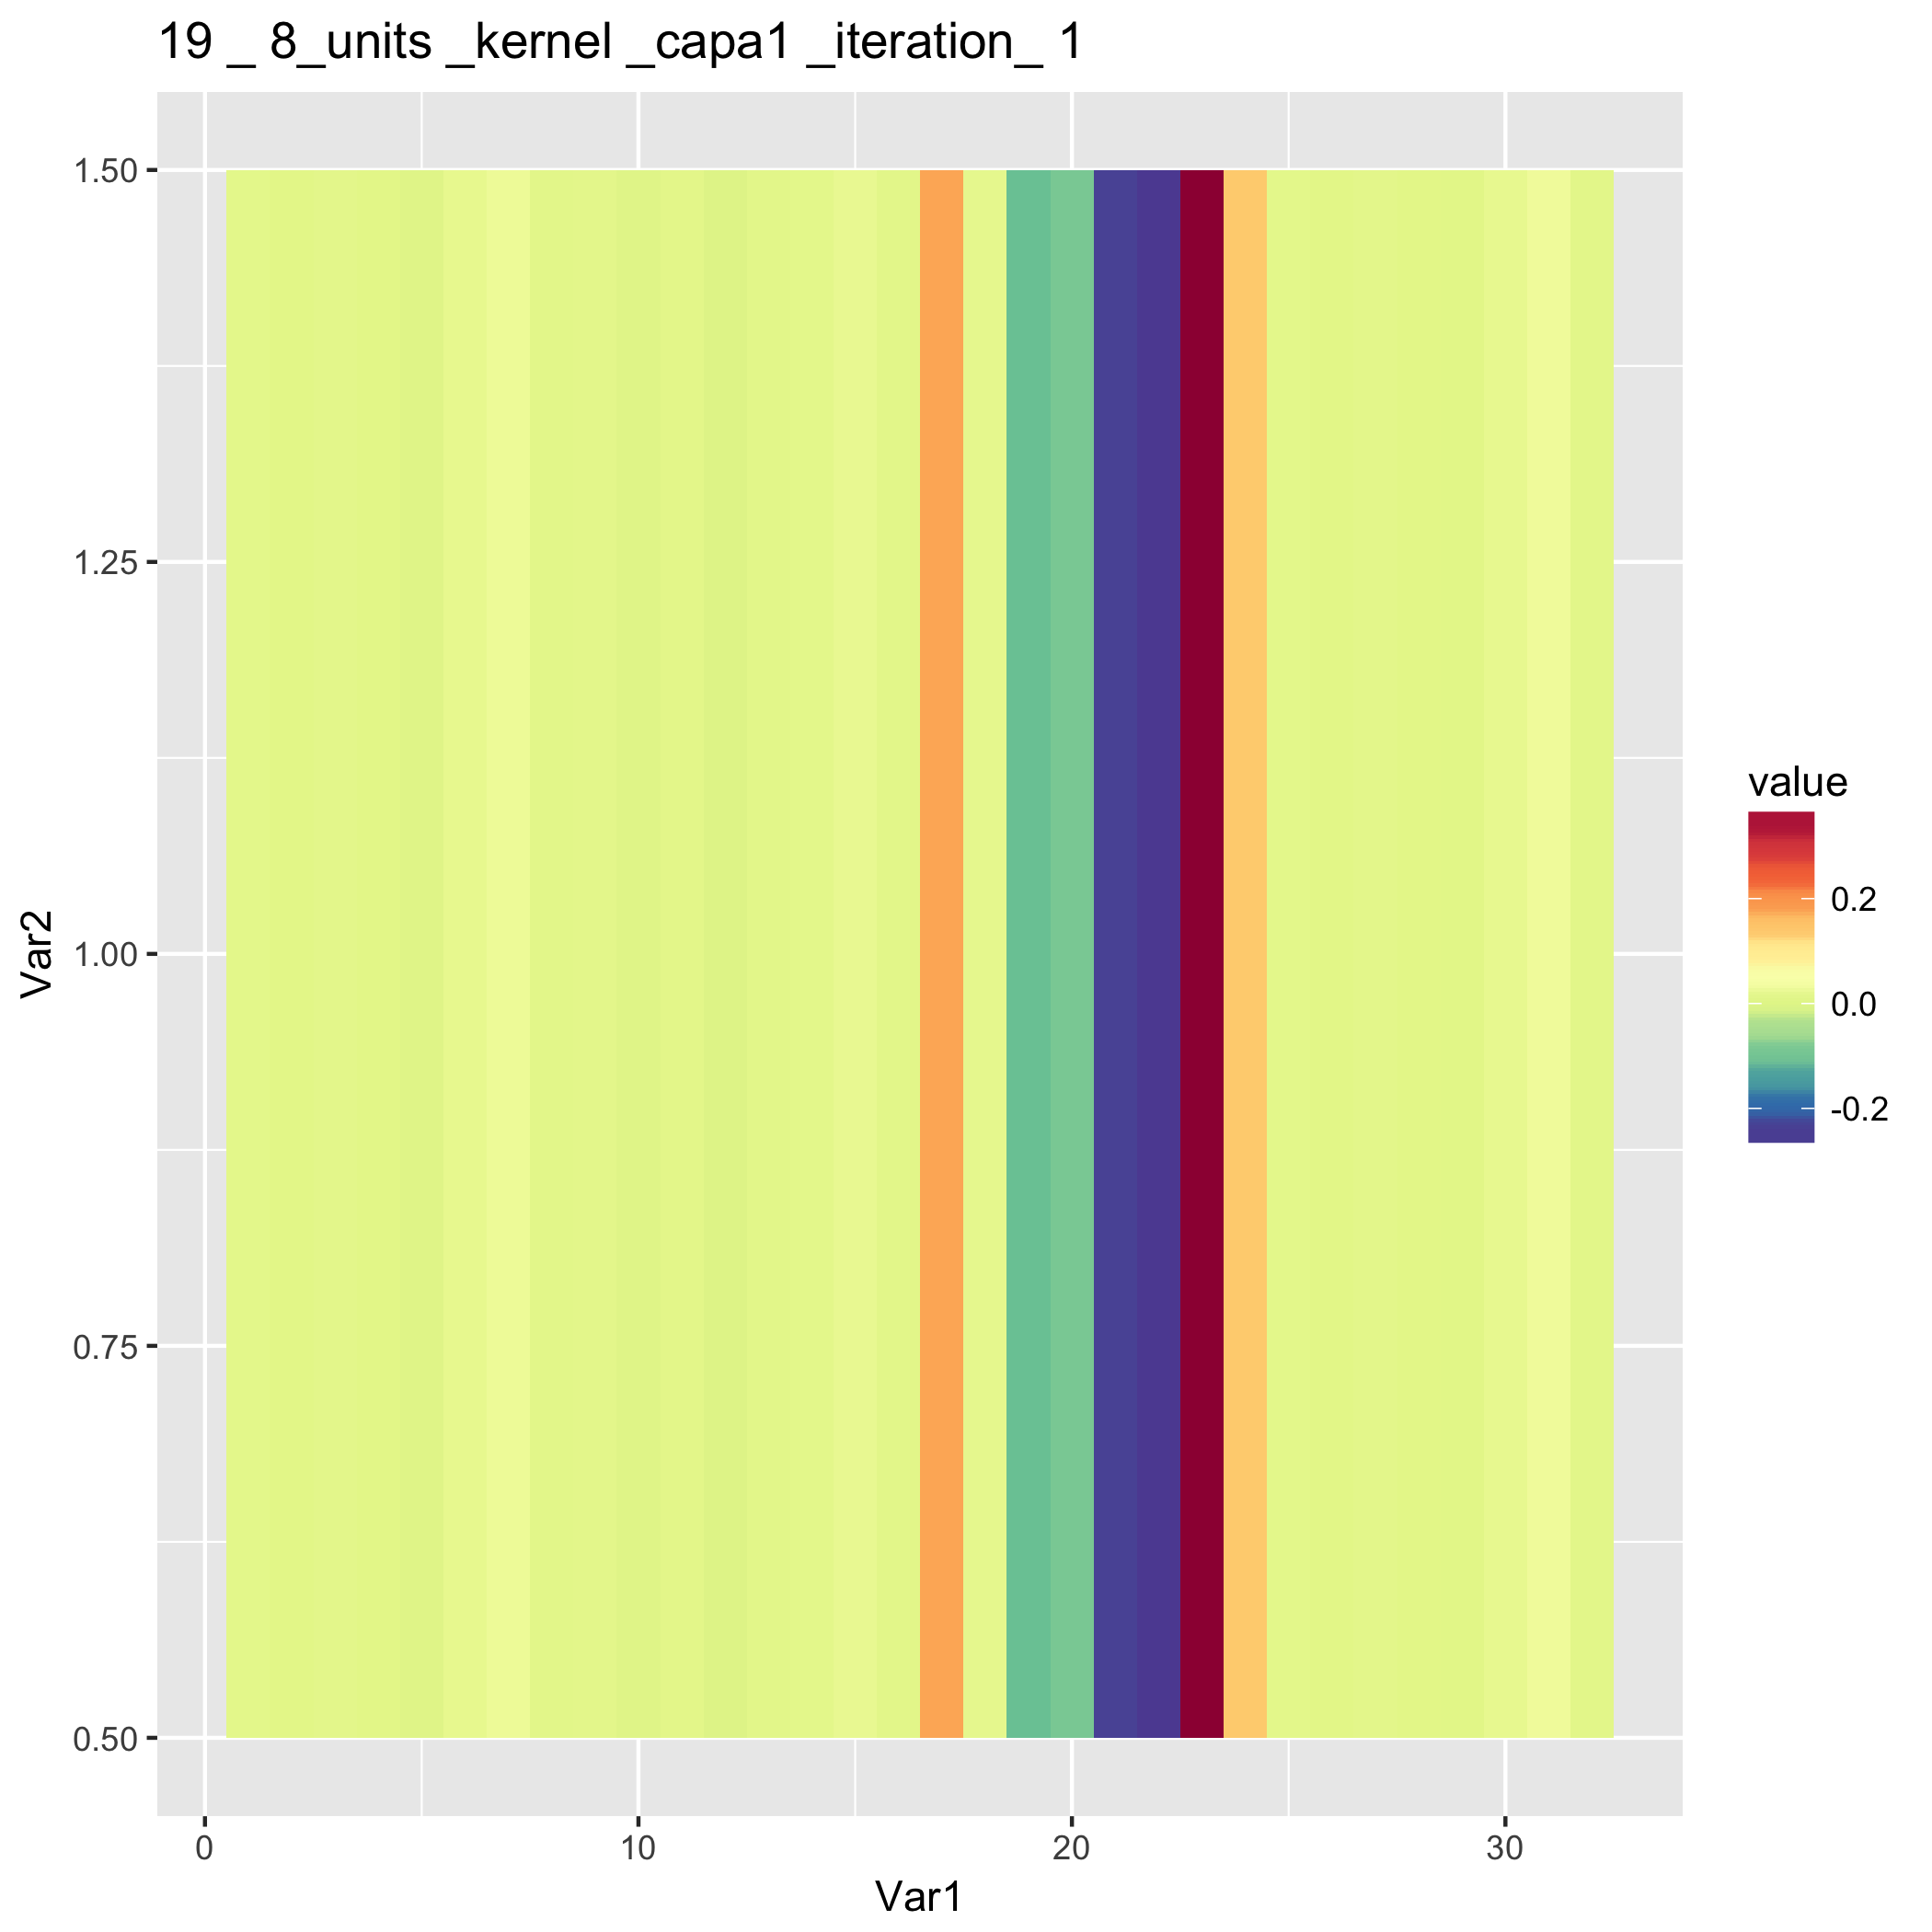 19 _ 8_units _kernel _capa1 _iteration_ 1
1.50
1.25
1.00
0.75
0.50
Var2
0 10 20 30
Var1
value
0.2
0.0
-0.2